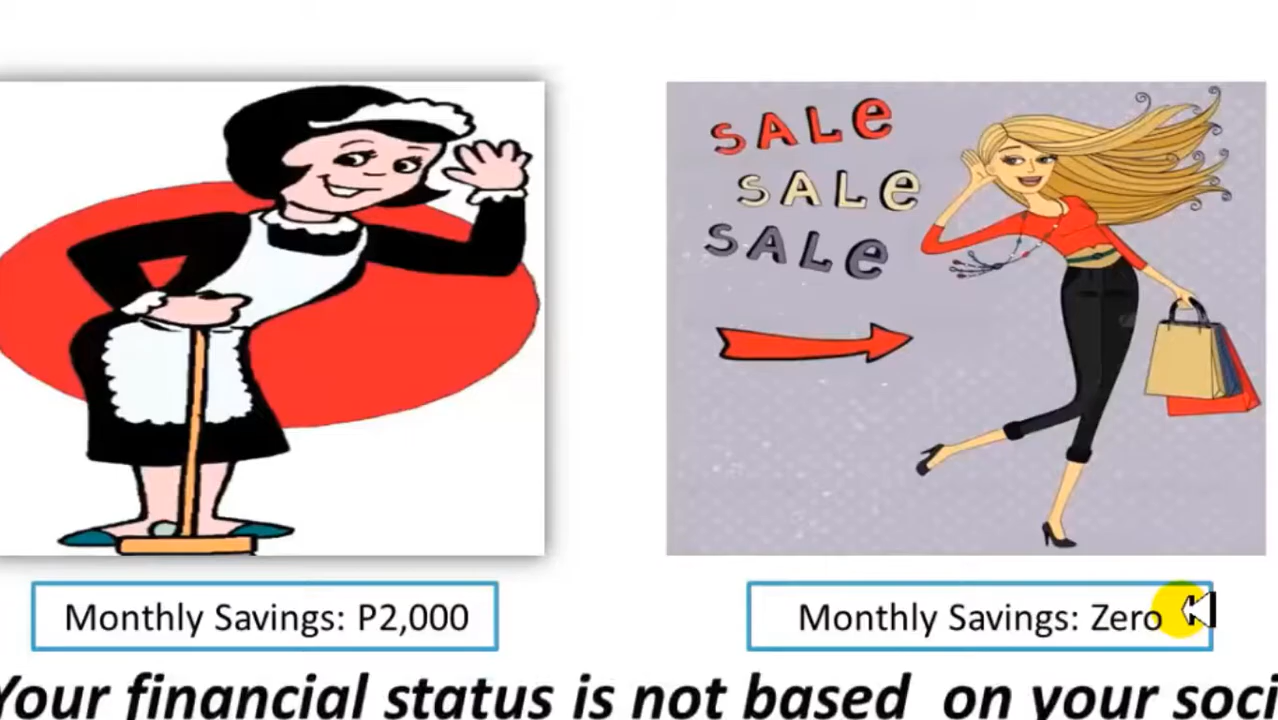 SALE
SALE
SALE
Monthly Savings: P2,000
Monthly Savings: Zero
Your financial status is not based on your soci